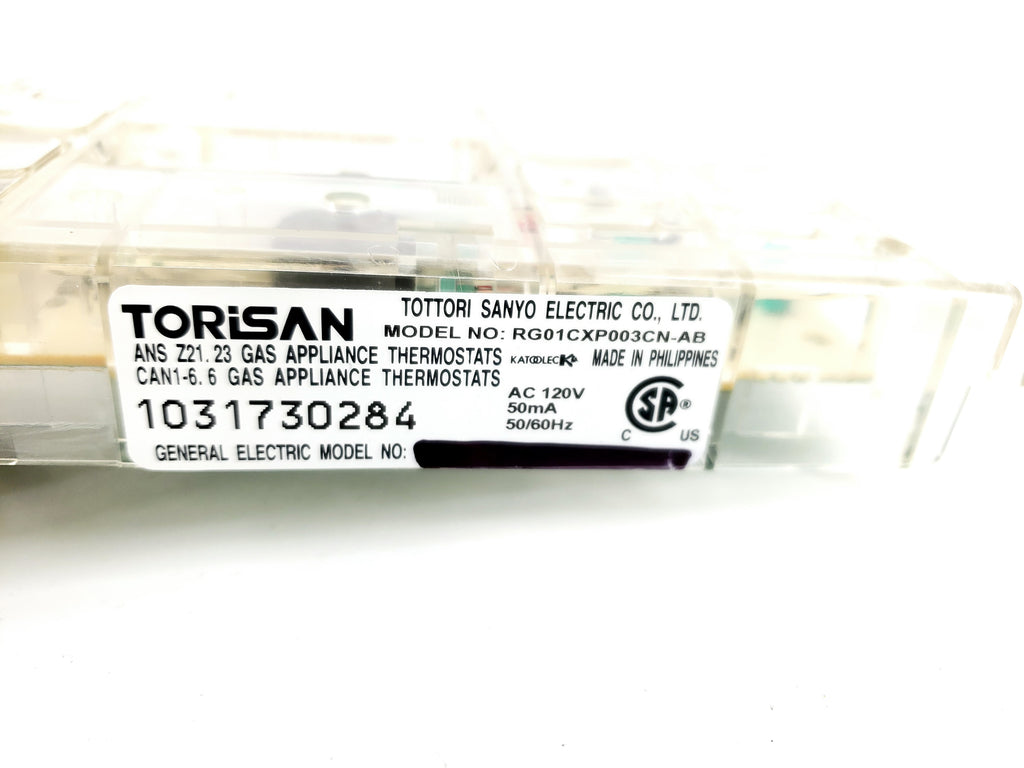 TORiSAN TOTTORI SANYO ELECTRIC CO., LTD.
MODEL NO: RG01CXP003CN-AB
ANS Z21.23 GAS APPLIANCE THERMOSTATS KATOOLEC K MADE IN PHILIPPINES
CAN1-6.6 GAS APPLIANCE THERMOSTATS
1031730284
AC 120V
50mA
50/60Hz
C SA ® US
GENERAL ELECTRIC MODEL NO: